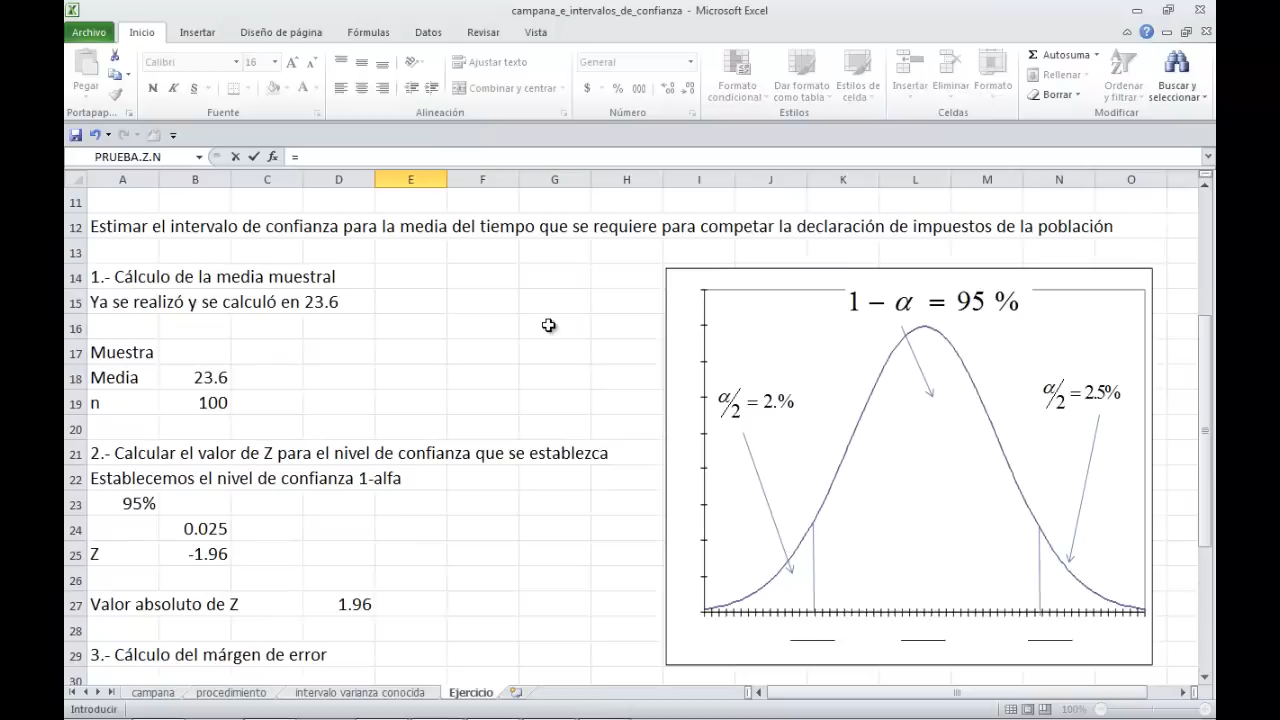 campana_e_intervalos_de_confianza - Microsoft Excel
Archivo Inicio Insertar Diseño de página Fórmulas Datos Revisar Vista
Pegar
Portapap...
Calibri 16
N K S
Fuente
Ajustar texto
Combinar y centrar
Alineación
General
$ % 000
Número
Formato condicional
Dar formato como tabla
Estilos de celda
Estilos
Insertar Eliminar Formato
Celdas
Σ Autosuma
Rellenar
Borrar
Ordenar y filtrar
Buscar y seleccionar
Modificar
PRUEBA.Z.N fx =
A B C D E F G H I J K L M N O
11
12 Estimar el intervalo de confianza para la media del tiempo que se requiere para competar la declaración de impuestos de la población
13
14 1.- Cálculo de la media muestral
15 Ya se realizó y se calculó en 23.6
16
17 Muestra
18 Media 23.6
19 n 100
20
21 2.- Calcular el valor de Z para el nivel de confianza que se establezca
22 Establecemos el nivel de confianza 1-alfa
23 95%
24 0.025
25 Z -1.96
26
27 Valor absoluto de Z 1.96
28
29 3.- Cálculo del márgen de error
30
1 − α = 95 %
α/2 = 2.%
α/2 = 2.5%
campana procedimiento intervalo varianza conocida Ejercicio
Introducir 100%